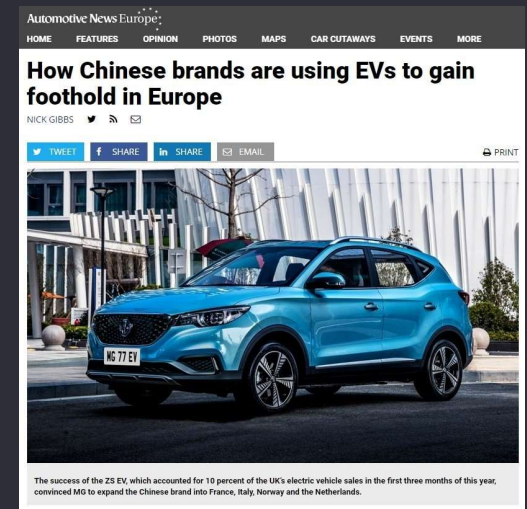 Automotive News Europe
HOME FEATURES OPINION PHOTOS MAPS CAR CUTAWAYS EVENTS MORE
How Chinese brands are using EVs to gain
foothold in Europe
NICK GIBBS
TWEET f SHARE in SHARE EMAIL PRINT
MG 77 EV
The success of the ZS EV, which accounted for 10 percent of the UK's electric vehicle sales in the first three months of this year,
convinced MG to expand the Chinese brand into France, Italy, Norway and the Netherlands.